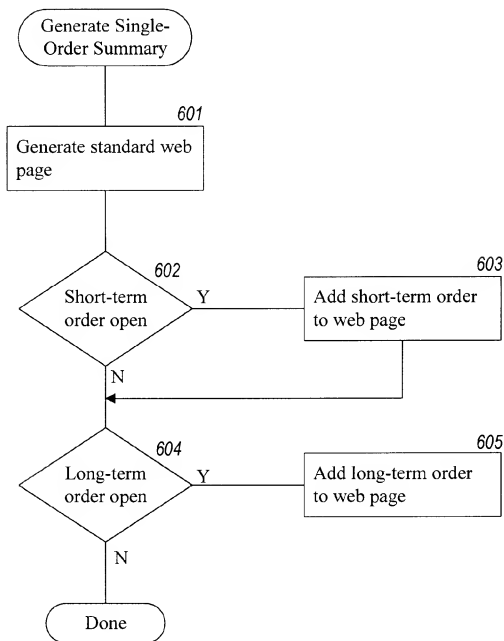 Generate Single-
Order Summary
601
Generate standard web
page
602
Short-term
order open
Y
N
603
Add short-term order
to web page
604
Long-term
order open
Y
N
605
Add long-term order
to web page
Done